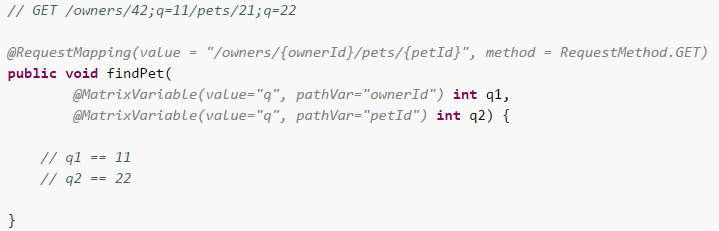 // GET /owners/42;q=11/pets/21;q=22
@RequestMapping(value = "/owners/{ownerId}/pets/{petId}", method = RequestMethod.GET)
public void findPet(
@MatrixVariable(value="q", pathVar="ownerId") int q1,
@MatrixVariable(value="q", pathVar="petId") int q2) {
// q1 == 11
// q2 == 22
}